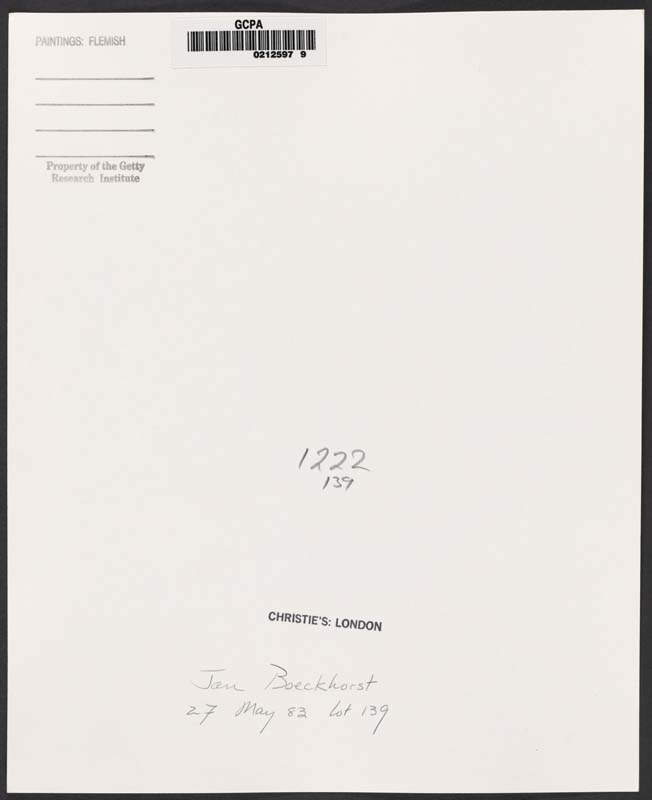 PAINTINGS: FLEMISH
GCPA
0212597 9
Property of the Getty
Research Institute
1222
139
CHRISTIE'S: LONDON
Jan Boeckhorst
27 May 83 Lot 139